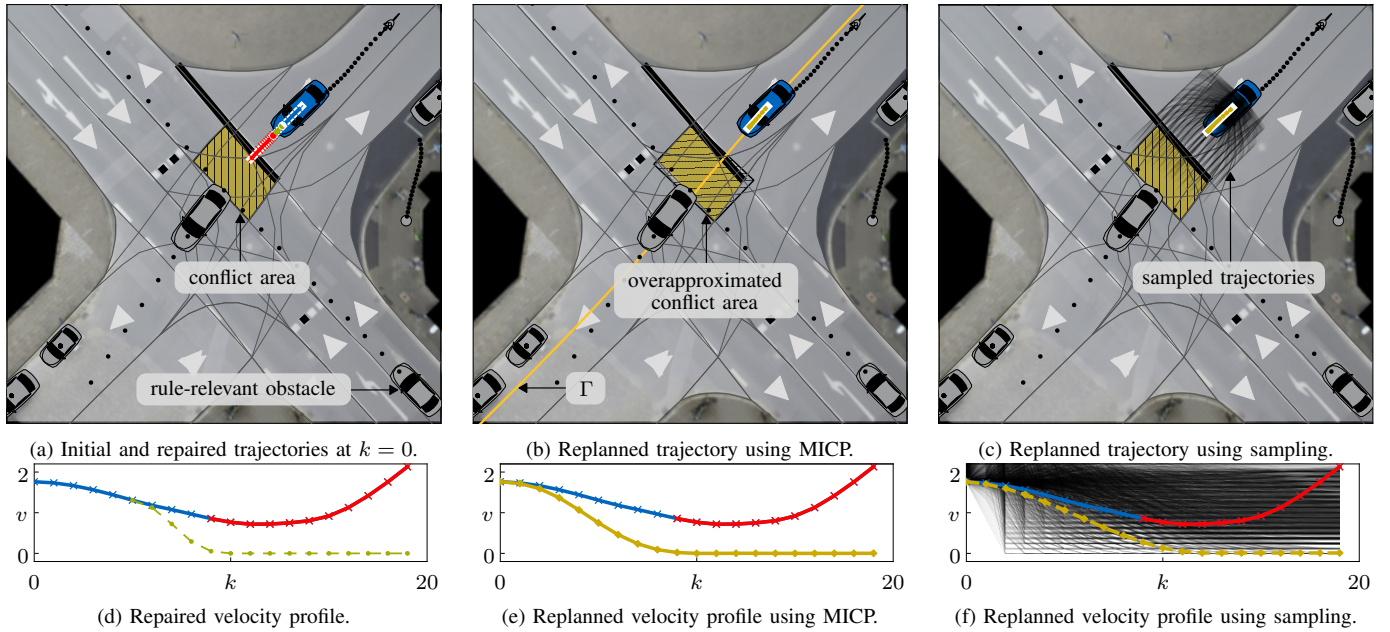 conflict area
rule-relevant obstacle
overapproximated
conflict area
Γ
sampled trajectories
(a) Initial and repaired trajectories at k = 0.
(b) Replanned trajectory using MICP.
(c) Replanned trajectory using sampling.
2
v
0
0
k
20
2
v
0
0
k
20
2
v
0
0
k
20
(d) Repaired velocity profile.
(e) Replanned velocity profile using MICP.
(f) Replanned velocity profile using sampling.